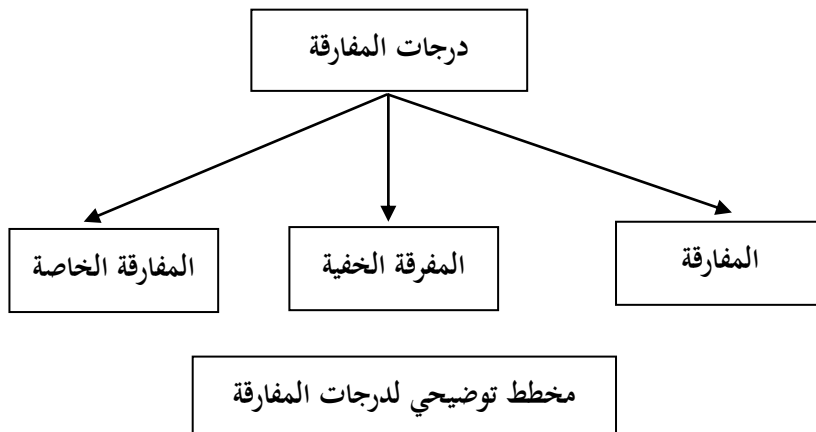 درجات المفارقة
المفارقة
المفرقة الخفية
المفارقة الخاصة
مخطط توضيحي لدرجات المفارقة